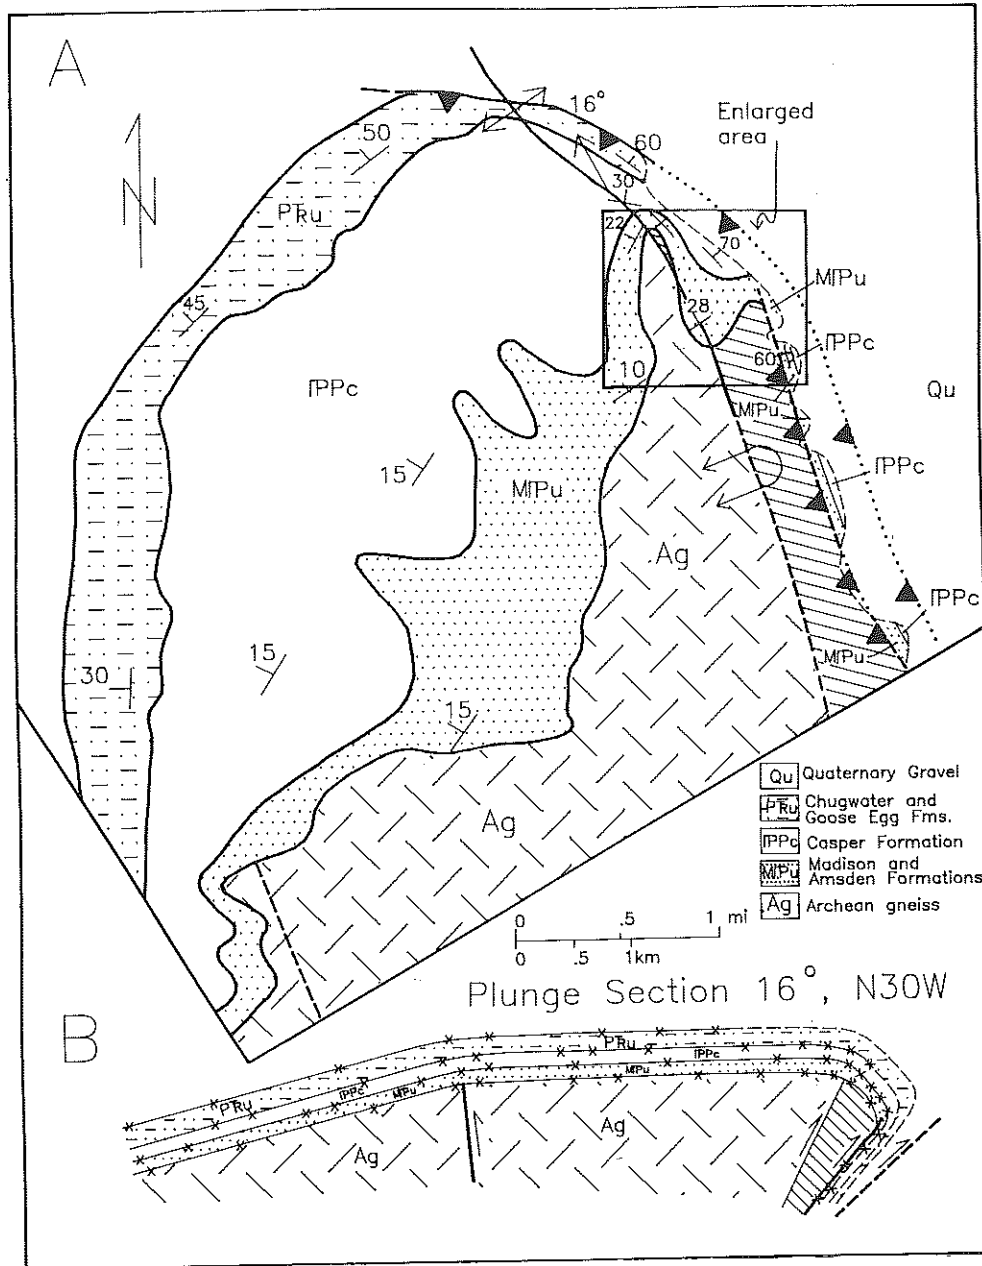 A
N
16°
Enlarged
area
50
60
30
PTRu
22
70
MIPu
45
28
IPPc
60
10
IPPc
MIPu
Qu
15
MIPu
IPPc
Ag
IPPc
30
15
MIPu
15
Ag
Qu Quaternary Gravel
PTRu Chugwater and
Goose Egg Fms.
IPPc Casper Formation
MIPu Madison and
Amsden Formations
Ag Archean gneiss
0 .5 1 mi
0 .5 1km
Plunge Section 16°, N30W
B
PTRu
IPPc
MIPu
PTRu
IPPc
MIPu
Ag
Ag